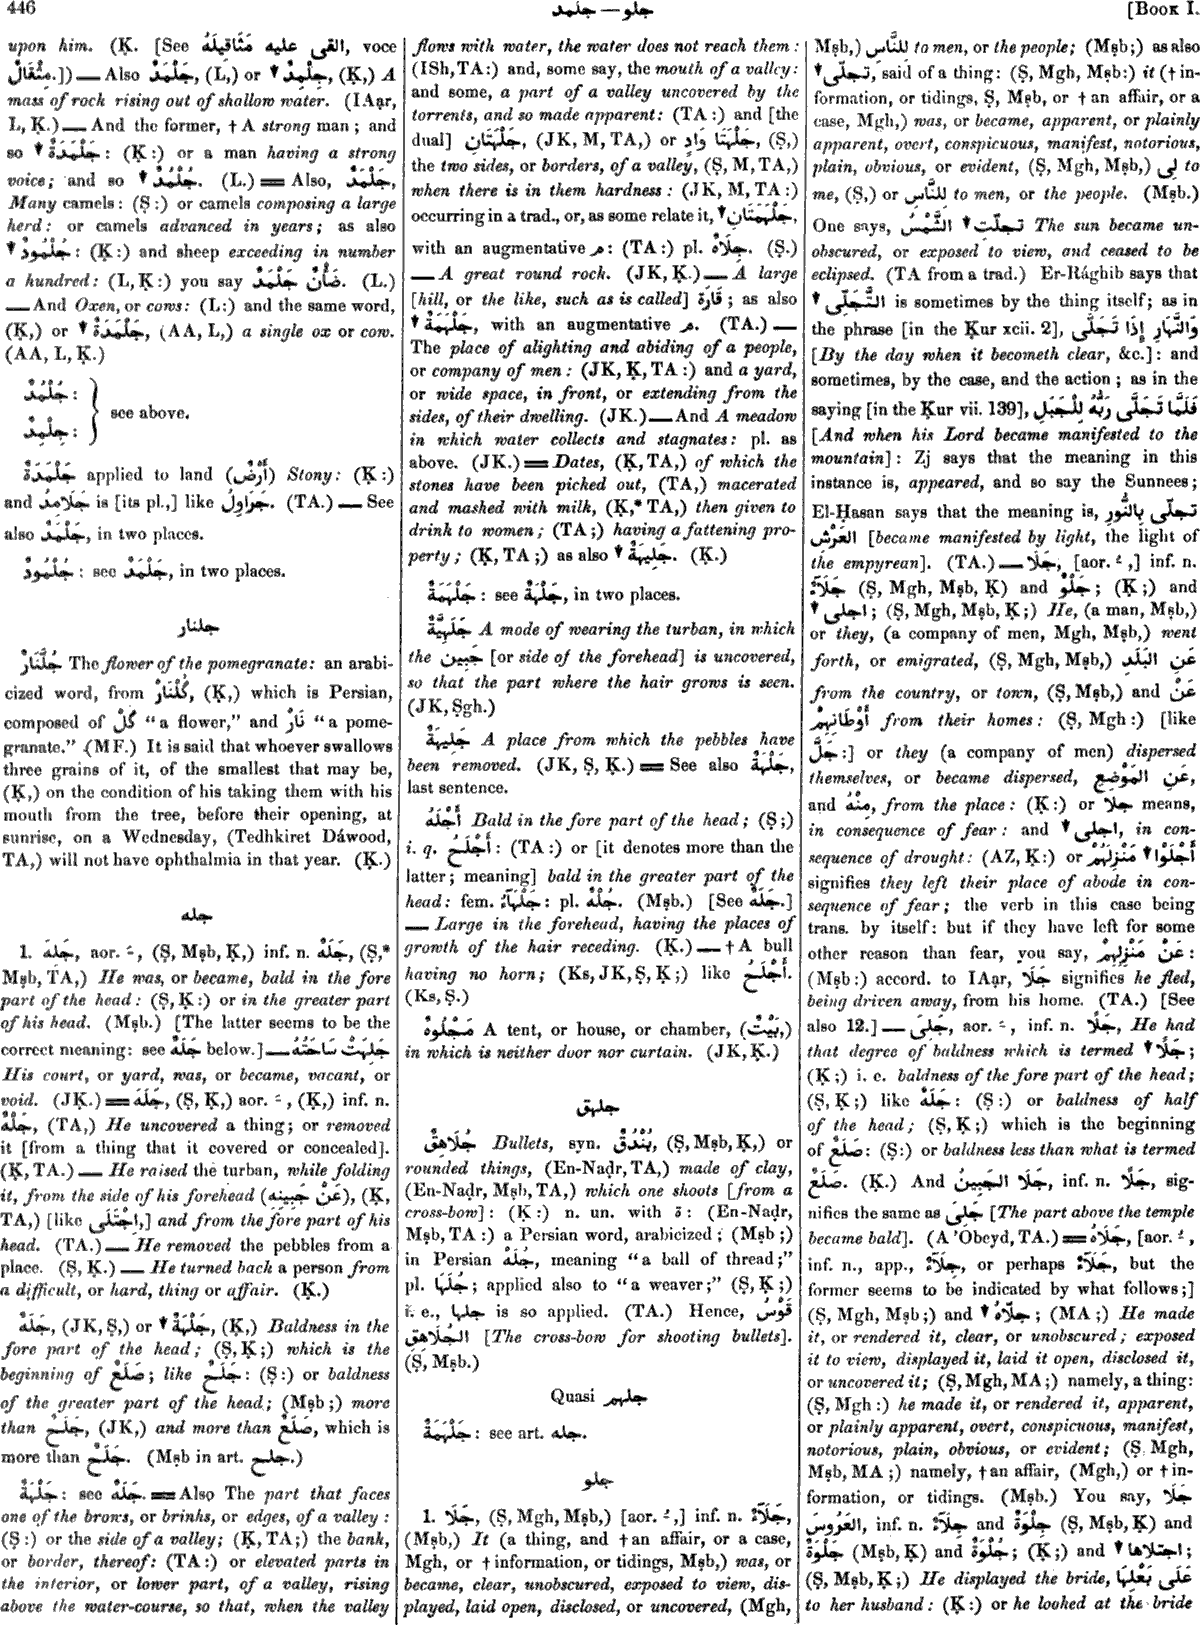 446
جلو — جلمد
[BOOK I.
upon him. (Ḳ. [See القى عليه مَثَاقِيلَهُ, voce
مِثْقَالٌ.]) — Also جَلْمَدٌ, (L,) or ▼ جِلْمِدٌ, (Ḳ,) A
mass of rock rising out of shallow water. (IAạr,
L, Ḳ.) — And the former, † A strong man; and
so ▼ جَلْمَدَةٌ: (Ḳ:) or a man having a strong
voice; and so ▼ جُلْمُدٌ. (L.) = Also, جَلْمَدٌ,
Many camels: (Ṣ:) or camels composing a large
herd: or camels advanced in years; as also
▼ جُلْمُودٌ: (Ḳ:) and sheep exceeding in number
a hundred: (L, Ḳ:) you say ضَأْنٌ جَلْمَدٌ. (L.)
— And Oxen, or cows: (L:) and the same word,
(Ḳ,) or ▼ جَلْمَدَةٌ, (AA, L,) a single ox or cow.
(AA, L, Ḳ.)
جُلْمُدٌ:
جِلْمِدٌ:
see above.
جَلْمَدَةٌ applied to land (أَرْضٌ) Stony: (Ḳ:)
and جَلَامِدُ is [its pl.,] like جَرَاوِلُ. (TA.) — See
also جَلْمَدٌ, in two places.
جُلْمُودٌ: see جَلْمَدٌ, in two places.
جلنار
جُلَّنَارٌ The flower of the pomegranate: an arabi-
cized word, from كُلْنَارْ, (Ḳ,) which is Persian,
composed of كُلْ “a flower,” and نَارْ “a pome-
granate.” (MF.) It is said that whoever swallows
three grains of it, of the smallest that may be,
(Ḳ,) on the condition of his taking them with his
mouth from the tree, before their opening, at
sunrise, on a Wednesday, (Tedhkiret Dáwood,
TA,) will not have ophthalmia in that year. (Ḳ.)
جله
1. جَلِهَ, aor. ـَ, (Ṣ, Mṣb, Ḳ,) inf. n. جَلَهٌ, (Ṣ,*
Mṣb, TA,) He was, or became, bald in the fore
part of the head: (Ṣ, Ḳ:) or in the greater part
of his head. (Mṣb.) [The latter seems to be the
correct meaning: see جَلَهٌ below.] — جَلِهَتْ سَاحَتُهُ
His court, or yard, was, or became, vacant, or
void. (JḲ.) = جَلَهَ, (Ṣ, Ḳ,) aor. ـَ, (Ḳ,) inf. n.
جَلْهٌ, (TA,) He uncovered a thing; or removed
it [from a thing that it covered or concealed].
(Ḳ, TA.) — He raised the turban, while folding
it, from the side of his forehead (عَنْ جَبِينِهِ), (Ḳ,
TA,) [like اِجْتَلَى,] and from the fore part of his
head. (TA.) — He removed the pebbles from a
place. (Ṣ, Ḳ.) — He turned back a person from
a difficult, or hard, thing or affair. (Ḳ.)
جَلَهٌ, (JK, Ṣ,) or ▼ جَلْهَةٌ, (Ḳ,) Baldness in the
fore part of the head; (Ṣ, Ḳ;) which is the
beginning of صَلَعٌ; like جَلَحٌ: (Ṣ:) or baldness
of the greater part of the head; (Mṣb;) more
than جَلَحٌ, (JK,) and more than صَلَعٌ, which is
more than جَلَحٌ. (Mṣb in art. جلح.)
جَلْهَةٌ: see جَلَهٌ. = Also The part that faces
one of the brows, or brinks, or edges, of a valley:
(Ṣ:) or the side of a valley; (Ḳ, TA;) the bank,
or border, thereof: (TA:) or elevated parts in
the interior, or lower part, of a valley, rising
above the water-course, so that, when the valley
flows with water, the water does not reach them:
(ISh, TA:) and, some say, the mouth of a valley:
and some, a part of a valley uncovered by the
torrents, and so made apparent: (TA:) and [the
dual] جَلْهَتَانِ, (JK, M, TA,) or جَلْهَتَا وَادٍ, (Ṣ,)
the two sides, or borders, of a valley, (Ṣ, M, TA,)
when there is in them hardness: (JK, M, TA:)
occurring in a trad., or, as some relate it, ▼ جَلْهَمَتَانِ,
with an augmentative م: (TA:) pl. جِلَاهٌ. (Ṣ.)
— A great round rock. (JK, Ḳ.) — A large
[hill, or the like, such as is called] قَارَة; as also
▼ جَلْهَمَةٌ, with an augmentative م. (TA.) —
The place of alighting and abiding of a people,
or company of men: (JK, Ḳ, TA:) and a yard,
or wide space, in front, or extending from the
sides, of their dwelling. (JK.) — And A meadow
in which water collects and stagnates: pl. as
above. (JK.) = Dates, (Ḳ, TA,) of which the
stones have been picked out, (TA,) macerated
and mashed with milk, (Ḳ,* TA,) then given to
drink to women; (TA;) having a fattening pro-
perty; (Ḳ, TA;) as also ▼ جَلِيهَةٌ. (Ḳ.)
جَلْهَمَةٌ: see جَلْهَةٌ, in two places.
جَلَهِيَّةٌ A mode of wearing the turban, in which
the جَبِين [or side of the forehead] is uncovered,
so that the part where the hair grows is seen.
(JK, Ṣgh.)
جَلِيهَةٌ A place from which the pebbles have
been removed. (JK, Ṣ, Ḳ.) = See also جَلْهَةٌ,
last sentence.
أَجْلَهُ Bald in the fore part of the head; (Ṣ;)
i. q. أَجْلَحُ: (TA:) or [it denotes more than the
latter; meaning] bald in the greater part of the
head: fem. جَلْهَآءُ: pl. جُلْهٌ. (Mṣb.) [See جَلَهٌ.]
— Large in the forehead, having the places of
growth of the hair receding. (Ḳ.) — † A bull
having no horn; (Ks, JK, Ṣ, Ḳ;) like أَجْلَحُ.
(Ks, Ṣ.)
مَجْلُوهٌ A tent, or house, or chamber, (بَيْتٌ,)
in which is neither door nor curtain. (JK, Ḳ.)
جلهق
جُلَاهِقٌ Bullets, syn. بُنْدُقٌ, (Ṣ, Mṣb, Ḳ,) or
rounded things, (En-Naḍr, TA,) made of clay,
(En-Naḍr, Mṣb, TA,) which one shoots [from a
cross-bow]: (Ḳ:) n. un. with ة: (En-Naḍr,
Mṣb, TA:) a Persian word, arabicized; (Mṣb;)
in Persian جُلَهْ, meaning “a ball of thread;”
pl. جُلَهَا; applied also to “a weaver;” (Ṣ, Ḳ;)
i. e., جلها is so applied. (TA.) Hence, قَوْسُ
الجُلَاهِقِ [The cross-bow for shooting bullets].
(Ṣ, Mṣb.)
Quasi جلهم
جَلْهَمَةٌ: see art. جله.
جلو
1. جَلَا, (Ṣ, Mgh, Mṣb,) [aor. ـُ,] inf. n. جَلَآءٌ,
(Mṣb,) It (a thing, and † an affair, or a case,
Mgh, or † information, or tidings, Mṣb,) was, or
became, clear, unobscured, exposed to view, dis-
played, laid open, disclosed, or uncovered, (Mgh,
Mṣb,) لِلنَّاسِ to men, or the people; (Mṣb;) as also
▼ تجلّى, said of a thing: (Ṣ, Mgh, Mṣb:) it († in-
formation, or tidings, Ṣ, Mṣb, or † an affair, or a
case, Mgh,) was, or became, apparent, or plainly
apparent, overt, conspicuous, manifest, notorious,
plain, obvious, or evident, (Ṣ, Mgh, Mṣb,) لِى to
me, (Ṣ,) or لِلنَّاسِ to men, or the people. (Mṣb.)
One says, تجلّت ▼ الشَّمْسُ The sun became un-
obscured, or exposed to view, and ceased to be
eclipsed. (TA from a trad.) Er-Rághib says that
▼ التَّجَلِّى is sometimes by the thing itself; as in
the phrase [in the Ḳur xcii. 2], وَالنَّهَارِ إِذَا تَجَلَّى
[By the day when it becometh clear, &c.]: and
sometimes, by the case, and the action; as in the
saying [in the Ḳur vii. 139], فَلَمَّا تَجَلَّى رَبُّهُ لِلْجَبَلِ
[And when his Lord became manifested to the
mountain]: Zj says that the meaning in this
instance is, appeared, and so say the Sunnees;
El-Ḥasan says that the meaning is, تجلّى بِالنُّورِ
العَرْشِ [became manifested by light, the light of
the empyrean]. (TA.) — جَلَا, [aor. ـُ,] inf. n.
جَلَآءٌ (Ṣ, Mgh, Mṣb, Ḳ) and جَلْوٌ; (Ḳ;) and
▼ اجلى; (Ṣ, Mgh, Mṣb, Ḳ;) He, (a man, Mṣb,)
or they, (a company of men, Mgh, Mṣb,) went
forth, or emigrated, (Ṣ, Mgh, Mṣb,) عَنِ البَلَدِ
from the country, or town, (Ṣ, Mṣb,) and عَنْ
أَوْطَانِهِمْ from their homes: (Ṣ, Mgh:) [like
جَلَّ:] or they (a company of men) dispersed
themselves, or became dispersed, عَنِ المَوْضِعِ,
and مِنْهُ, from the place: (Ḳ:) or جلا means,
in consequence of fear: and ▼ اجلى, in con-
sequence of drought: (AZ, Ḳ:) or أَجْلَوْا ▼ مَنْزِلَهُمْ
signifies they left their place of abode in con-
sequence of fear; the verb in this case being
trans. by itself: but if they have left for some
other reason than fear, you say, عَنْ مَنْزِلِهِمْ:
(Mṣb:) accord. to IAạr, جَلَا signifies he fled,
being driven away, from his home. (TA.) [See
also 12.] — جَلِىَ, aor. ـَ, inf. n. جَلًا, He had
that degree of baldness which is termed ▼ جَلًا;
(Ḳ;) i. e. baldness of the fore part of the head;
(Ṣ, Ḳ;) like جَلَهٌ: (Ṣ:) or baldness of half
of the head; (Ṣ, Ḳ;) which is the beginning
of صَلَعٌ: (Ṣ:) or baldness less than what is termed
صَلَعٌ. (Ḳ.) And جَلَا الجَبِينُ, inf. n. جَلًا, sig-
nifies the same as جَلِىَ [The part above the temple
became bald]. (A 'Obeyd, TA.) = جَلَاهُ, [aor. ـُ,
inf. n., app., جَلَآءٌ, or perhaps جِلَآءٌ, but the
former seems to be indicated by what follows;]
(Ṣ, Mgh, Mṣb;) and ▼ جلّاهُ; (MA;) He made
it, or rendered it, clear, or unobscured; exposed
it to view, displayed it, laid it open, disclosed it,
or uncovered it; (Ṣ, Mgh, MA;) namely, a thing:
(Ṣ, Mgh:) he made it, or rendered it, apparent,
or plainly apparent, overt, conspicuous, manifest,
notorious, plain, obvious, or evident; (Ṣ, Mgh,
Mṣb, MA;) namely, † an affair, (Mgh,) or † in-
formation, or tidings. (Mṣb.) You say, جَلَا
العَرُوسَ, inf. n. جِلَآءٌ and جِلْوَةٌ (Ṣ, Mṣb, Ḳ) and
جَلْوَةٌ (Mṣb, Ḳ) and جُلْوَةٌ; (Ḳ;) and ▼ اجتلاها;
(Ṣ, Mṣb, Ḳ;) He displayed the bride, عَلَى بَعْلِهَا
to her husband: (Ḳ:) or he looked at the bride